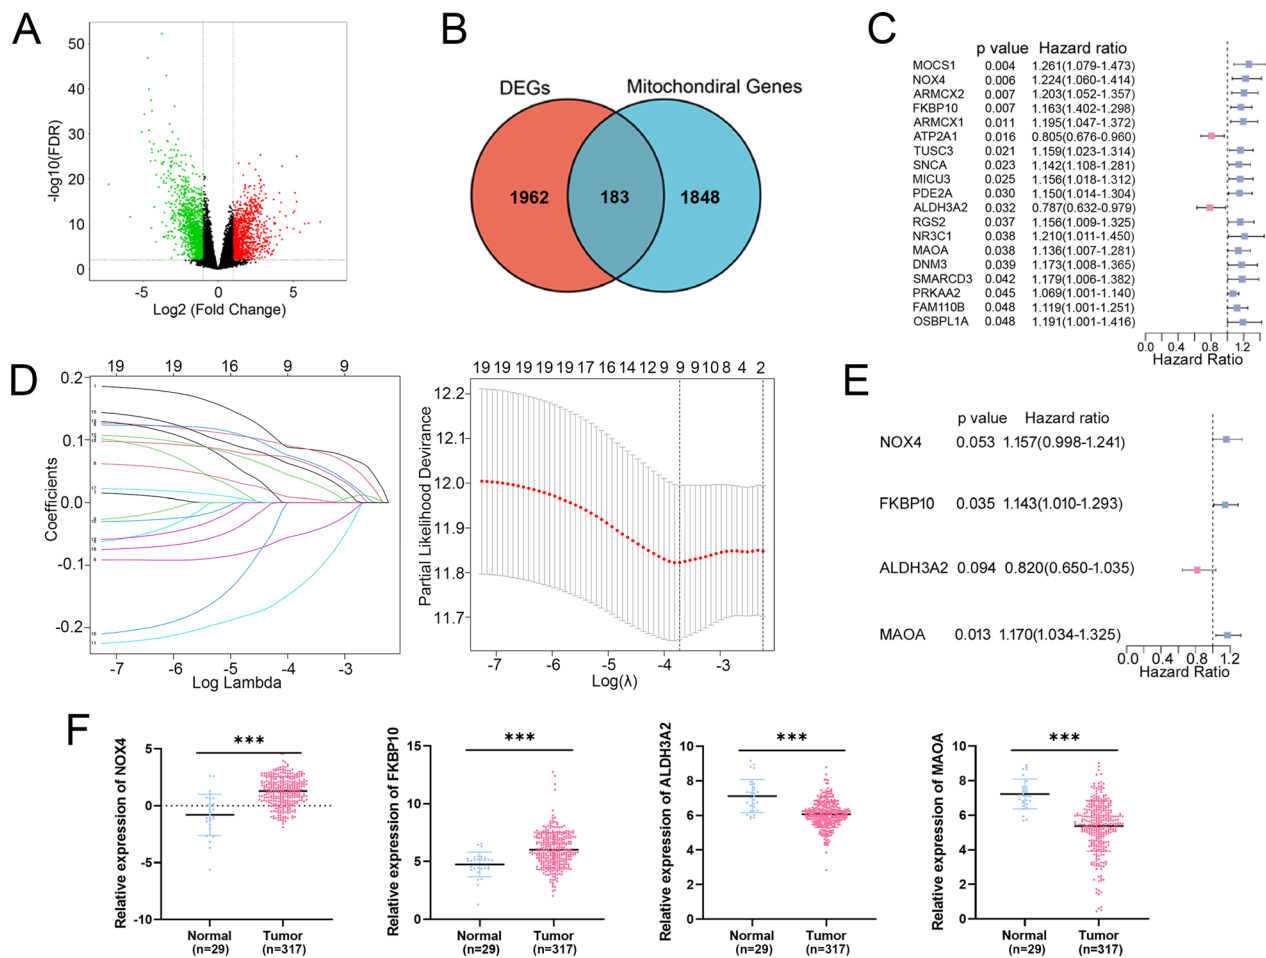 A
50
40
30
20
10
0
-log10(FDR)
-5
0
5
Log2 (Fold Change)
B
DEGs
Mitochondiral Genes
1962
183
1848
C
p value Hazard ratio
MOCS1 0.004 1.261(1.079-1.473)
NOX4 0.006 1.224(1.060-1.414)
ARMCX2 0.007 1.203(1.052-1.357)
FKBP10 0.007 1.163(1.402-1.298)
ARMCX1 0.011 1.195(1.047-1.372)
ATP2A1 0.016 0.805(0.676-0.960)
TUSC3 0.021 1.159(1.023-1.314)
SNCA 0.023 1.142(1.108-1.281)
MICU3 0.025 1.156(1.018-1.312)
PDE2A 0.030 1.150(1.014-1.304)
ALDH3A2 0.032 0.787(0.632-0.979)
RGS2 0.037 1.156(1.009-1.325)
NR3C1 0.038 1.210(1.011-1.450)
MAOA 0.038 1.136(1.007-1.281)
DNM3 0.039 1.173(1.008-1.365)
SMARCD3 0.042 1.179(1.006-1.382)
PRKAA2 0.045 1.069(1.001-1.140)
FAM110B 0.048 1.119(1.001-1.251)
OSBPL1A 0.048 1.191(1.001-1.416)
0.0 0.4 0.8 1.2
Hazard Ratio
D
19 19 16 9 9
0.2
0.1
0.0
-0.1
-0.2
Coefficients
-7 -6 -5 -4 -3
Log Lambda
19 19 19 19 19 17 16 14 12 9 9 9 10 8 4 2
12.2
12.1
12.0
11.9
11.8
11.7
Partial Likelihood Devirance
-7 -6 -5 -4 -3
Log(λ)
E
p value Hazard ratio
NOX4 0.053 1.157(0.998-1.241)
FKBP10 0.035 1.143(1.010-1.293)
ALDH3A2 0.094 0.820(0.650-1.035)
MAOA 0.013 1.170(1.034-1.325)
0.0 0.4 0.8 1.2
Hazard Ratio
F
Relative expression of NOX4
5
0
-5
-10
***
Normal Tumor
(n=29) (n=317)
Relative expression of FKBP10
15
10
5
0
***
Normal Tumor
(n=29) (n=317)
Relative expression of ALDH3A2
10
8
6
4
2
0
***
Normal Tumor
(n=29) (n=317)
Relative expression of MAOA
10
8
6
4
2
0
***
Normal Tumor
(n=29) (n=317)